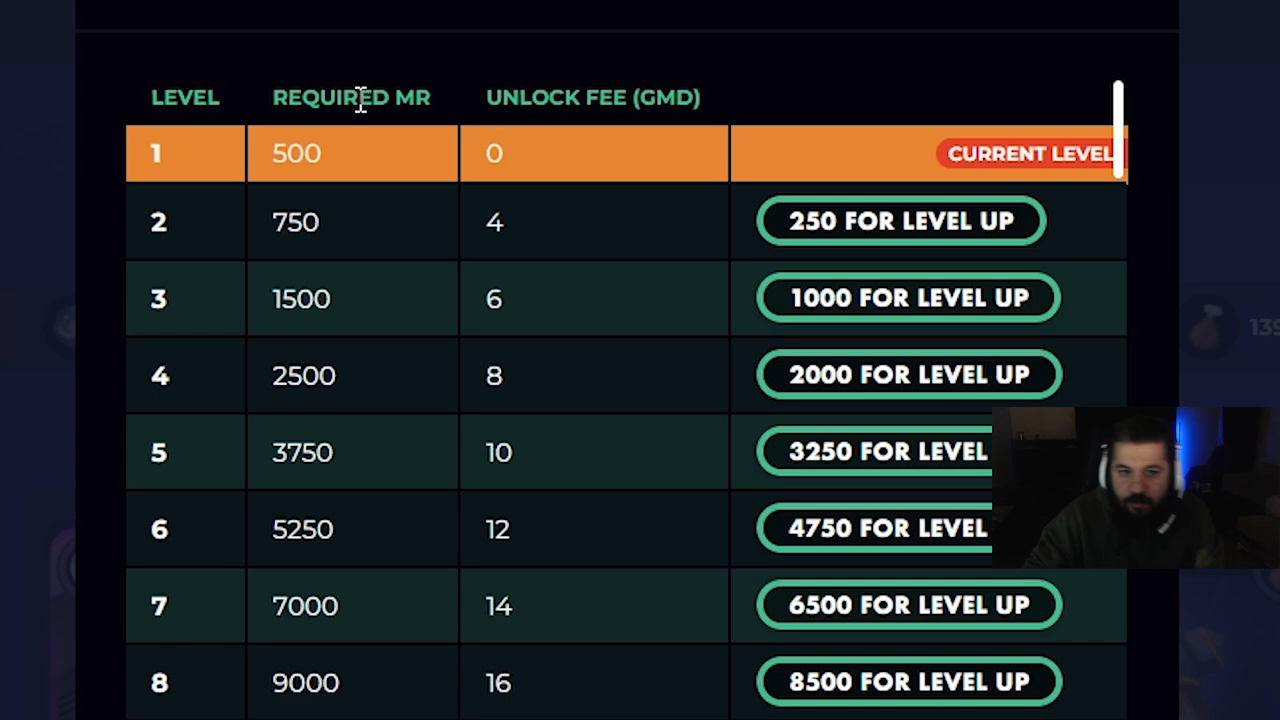 LEVEL REQUIRED MR UNLOCK FEE (GMD)
1 500 0 CURRENT LEVEL
2 750 4 250 FOR LEVEL UP
3 1500 6 1000 FOR LEVEL UP
4 2500 8 2000 FOR LEVEL UP
5 3750 10 3250 FOR LEVEL
6 5250 12 4750 FOR LEVEL
7 7000 14 6500 FOR LEVEL UP
8 9000 16 8500 FOR LEVEL UP